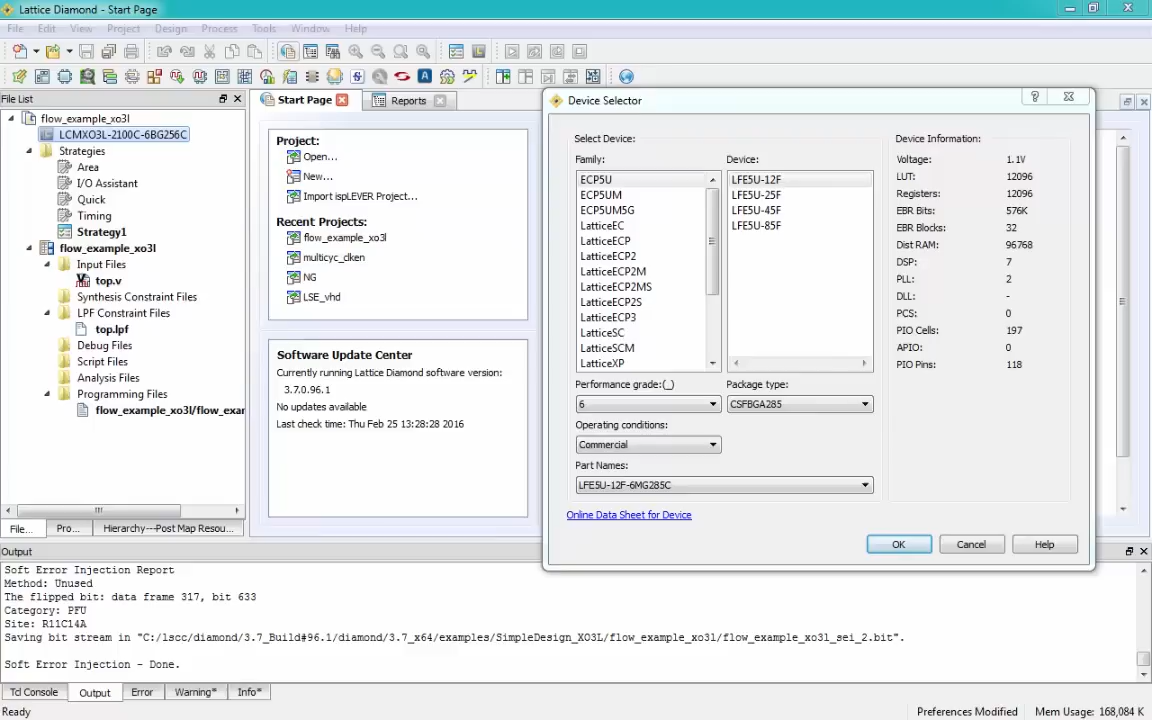 Lattice Diamond - Start Page
File Edit View Project Design Process Tools Window Help
File List
flow_example_xo3l
LCMXO3L-2100C-6BG256C
Strategies
Area
I/O Assistant
Quick
Timing
Strategy1
flow_example_xo3l
Input Files
top.v
Synthesis Constraint Files
LPF Constraint Files
top.lpf
Debug Files
Script Files
Analysis Files
Programming Files
flow_example_xo3l/flow_exar
File... Pro... Hierarchy---Post Map Resou...
Start Page Reports
Project:
Open...
New...
Import ispLEVER Project...
Recent Projects:
flow_example_xo3l
multicyc_clken
NG
LSE_vhd
Software Update Center
Currently running Lattice Diamond software version:
3.7.0.96.1
No updates available
Last check time: Thu Feb 25 13:28:28 2016
Device Selector
Select Device:
Family:
ECP5U
ECP5UM
ECP5UM5G
LatticeEC
LatticeECP
LatticeECP2
LatticeECP2M
LatticeECP2MS
LatticeECP2S
LatticeECP3
LatticeSC
LatticeSCM
LatticeXP
Device:
LFE5U-12F
LFE5U-25F
LFE5U-45F
LFE5U-85F
Performance grade:(_)
6
Package type:
CSFBGA285
Operating conditions:
Commercial
Part Names:
LFE5U-12F-6MG285C
Online Data Sheet for Device
Device Information:
Voltage: 1.1V
LUT: 12096
Registers: 12096
EBR Bits: 576K
EBR Blocks: 32
Dist RAM: 96768
DSP: 7
PLL: 2
DLL: -
PCS: 0
PIO Cells: 197
APIO: 0
PIO Pins: 118
OK Cancel Help
Output
Soft Error Injection Report
Method: Unused
The flipped bit: data frame 317, bit 633
Category: PFU
Site: R11C14A
Saving bit stream in "C:/lscc/diamond/3.7_Build#96.1/diamond/3.7_x64/examples/SimpleDesign_XO3L/flow_example_xo3l/flow_example_xo3l_sei_2.bit".
Soft Error Injection - Done.
Tcl Console Output Error Warning* Info*
Ready Preferences Modified Mem Usage: 168,084 K